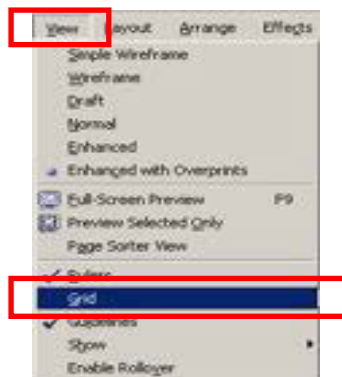 View Layout Arrange Effects
Simple Wireframe
Wireframe
Draft
Normal
Enhanced
Enhanced with Overprints
Full-Screen Preview F9
Preview Selected Only
Page Sorter View
Rulers
Grid
Guidelines
Show
Enable Rollover